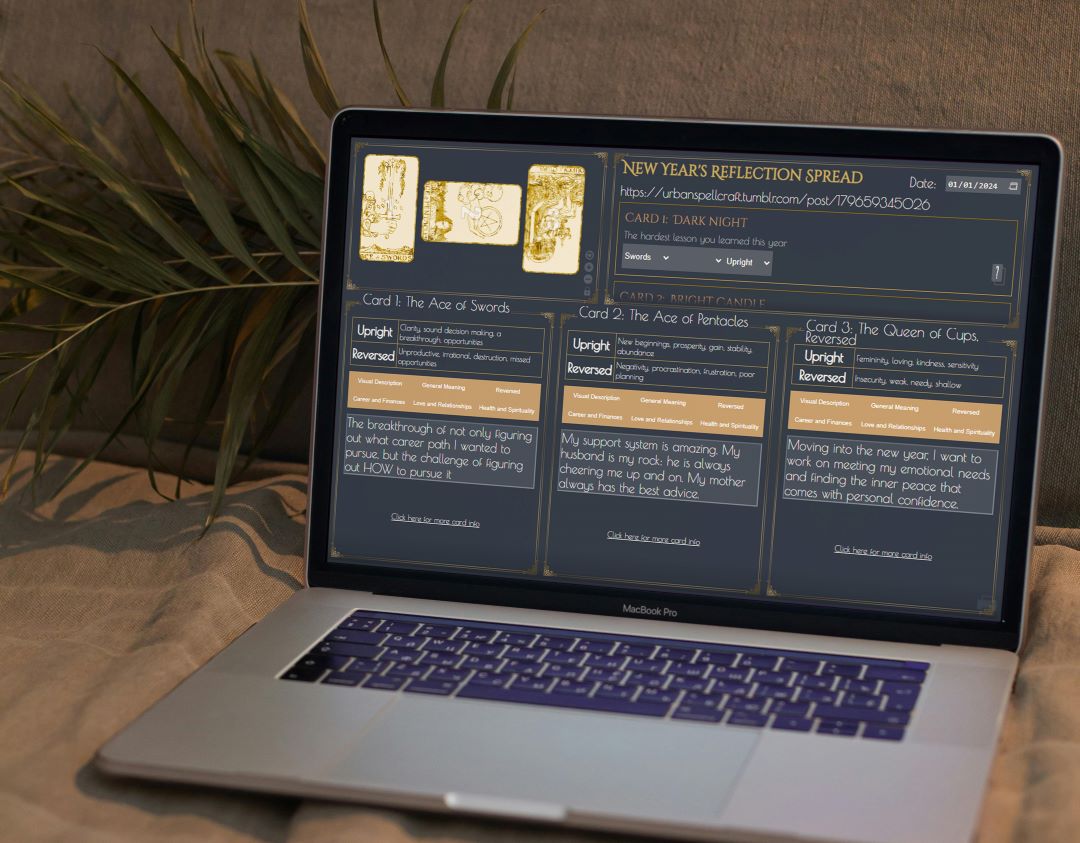 NEW YEAR'S REFLECTION SPREAD
Date: 01/01/2024
https://urbanspellcraft.tumblr.com/post/179659345026
CARD 1: DARK NIGHT
The hardest lesson you learned this year
Swords Upright
CARD 2: BRIGHT CANDLE
Card 1: The Ace of Swords
Upright
Clarity, sound decision making, a
breakthrough, opportunities
Reversed
Unproductive, irrational, destruction, missed
opportunities
Visual Description General Meaning Reversed
Career and Finances Love and Relationships Health and Spirituality
The breakthrough of not only figuring
out what career path I wanted to
pursue, but the challenge of figuring
out HOW to pursue it
Click here for more card info
Card 2: The Ace of Pentacles
Upright
New beginnings, prosperity, gain, stability,
abundance
Reversed
Negativity, procrastination, frustration, poor
planning
Visual Description General Meaning Reversed
Career and Finances Love and Relationships Health and Spirituality
My support system is amazing. My
husband is my rock: he is always
cheering me up and on. My mother
always has the best advice.
Click here for more card info
Card 3: The Queen of Cups,
Reversed
Upright
Femininity, loving, kindness, sensitivity
Reversed
Insecurity, weak, needy, shallow
Visual Description General Meaning Reversed
Career and Finances Love and Relationships Health and Spirituality
Moving into the new year, I want to
work on meeting my emotional needs
and finding the inner peace that
comes with personal confidence.
Click here for more card info
MacBook Pro